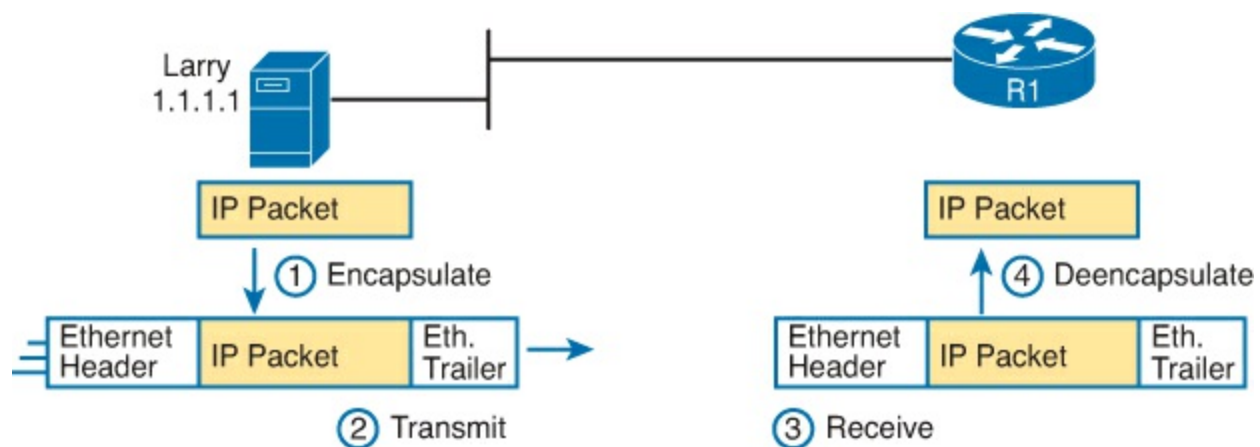 Larry
1.1.1.1
R1
IP Packet
IP Packet
1 Encapsulate
4 Deencapsulate
Ethernet Header
IP Packet
Eth. Trailer
Ethernet Header
IP Packet
Eth. Trailer
2 Transmit
3 Receive